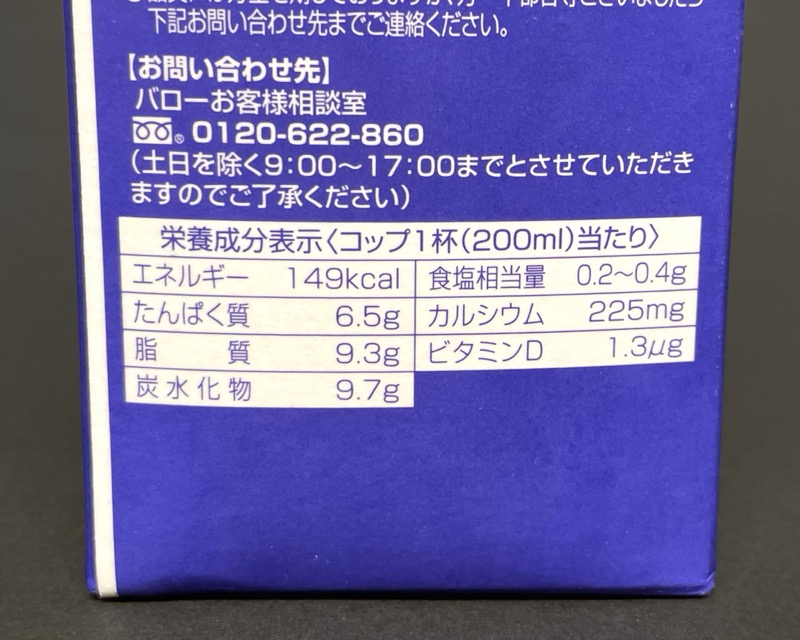 下記お問い合わせ先までご連絡ください。
【お問い合わせ先】
バローお客様相談室
® 0120-622-860
(土日を除く9:00〜17:00までとさせていただき
ますのでご了承ください)
栄養成分表示〈コップ1杯(200ml)当たり〉
エネルギー 149kcal 食塩相当量 0.2〜0.4g
たんぱく質 6.5g カルシウム 225mg
脂質 9.3g ビタミンD 1.3μg
炭水化物 9.7g